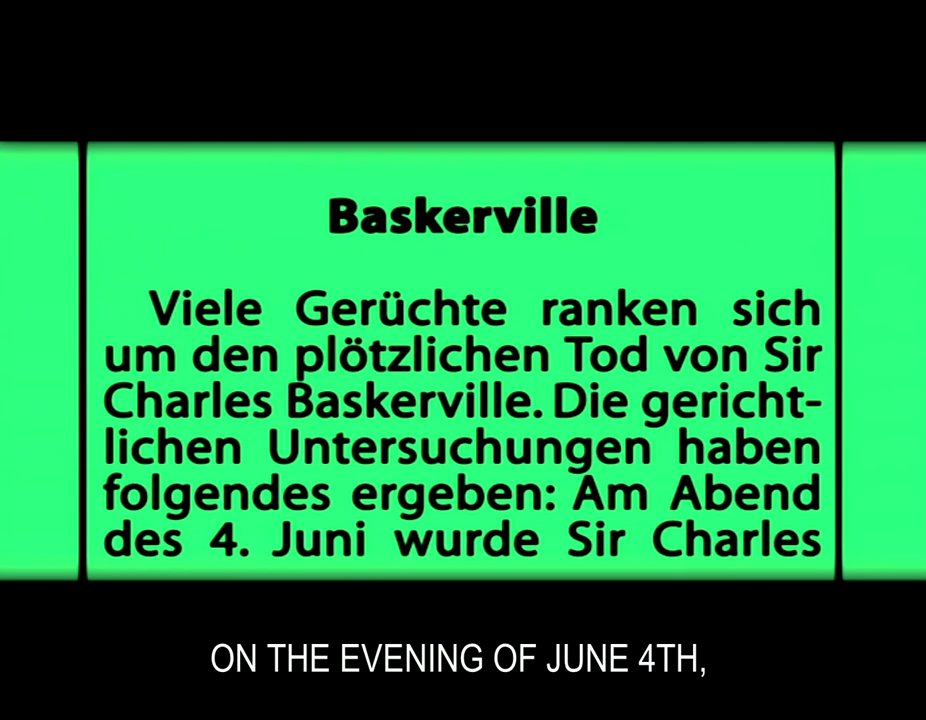 Baskerville
Viele Gerüchte ranken sich
um den plötzlichen Tod von Sir
Charles Baskerville. Die gericht-
lichen Untersuchungen haben
folgendes ergeben: Am Abend
des 4. Juni wurde Sir Charles
ON THE EVENING OF JUNE 4TH,